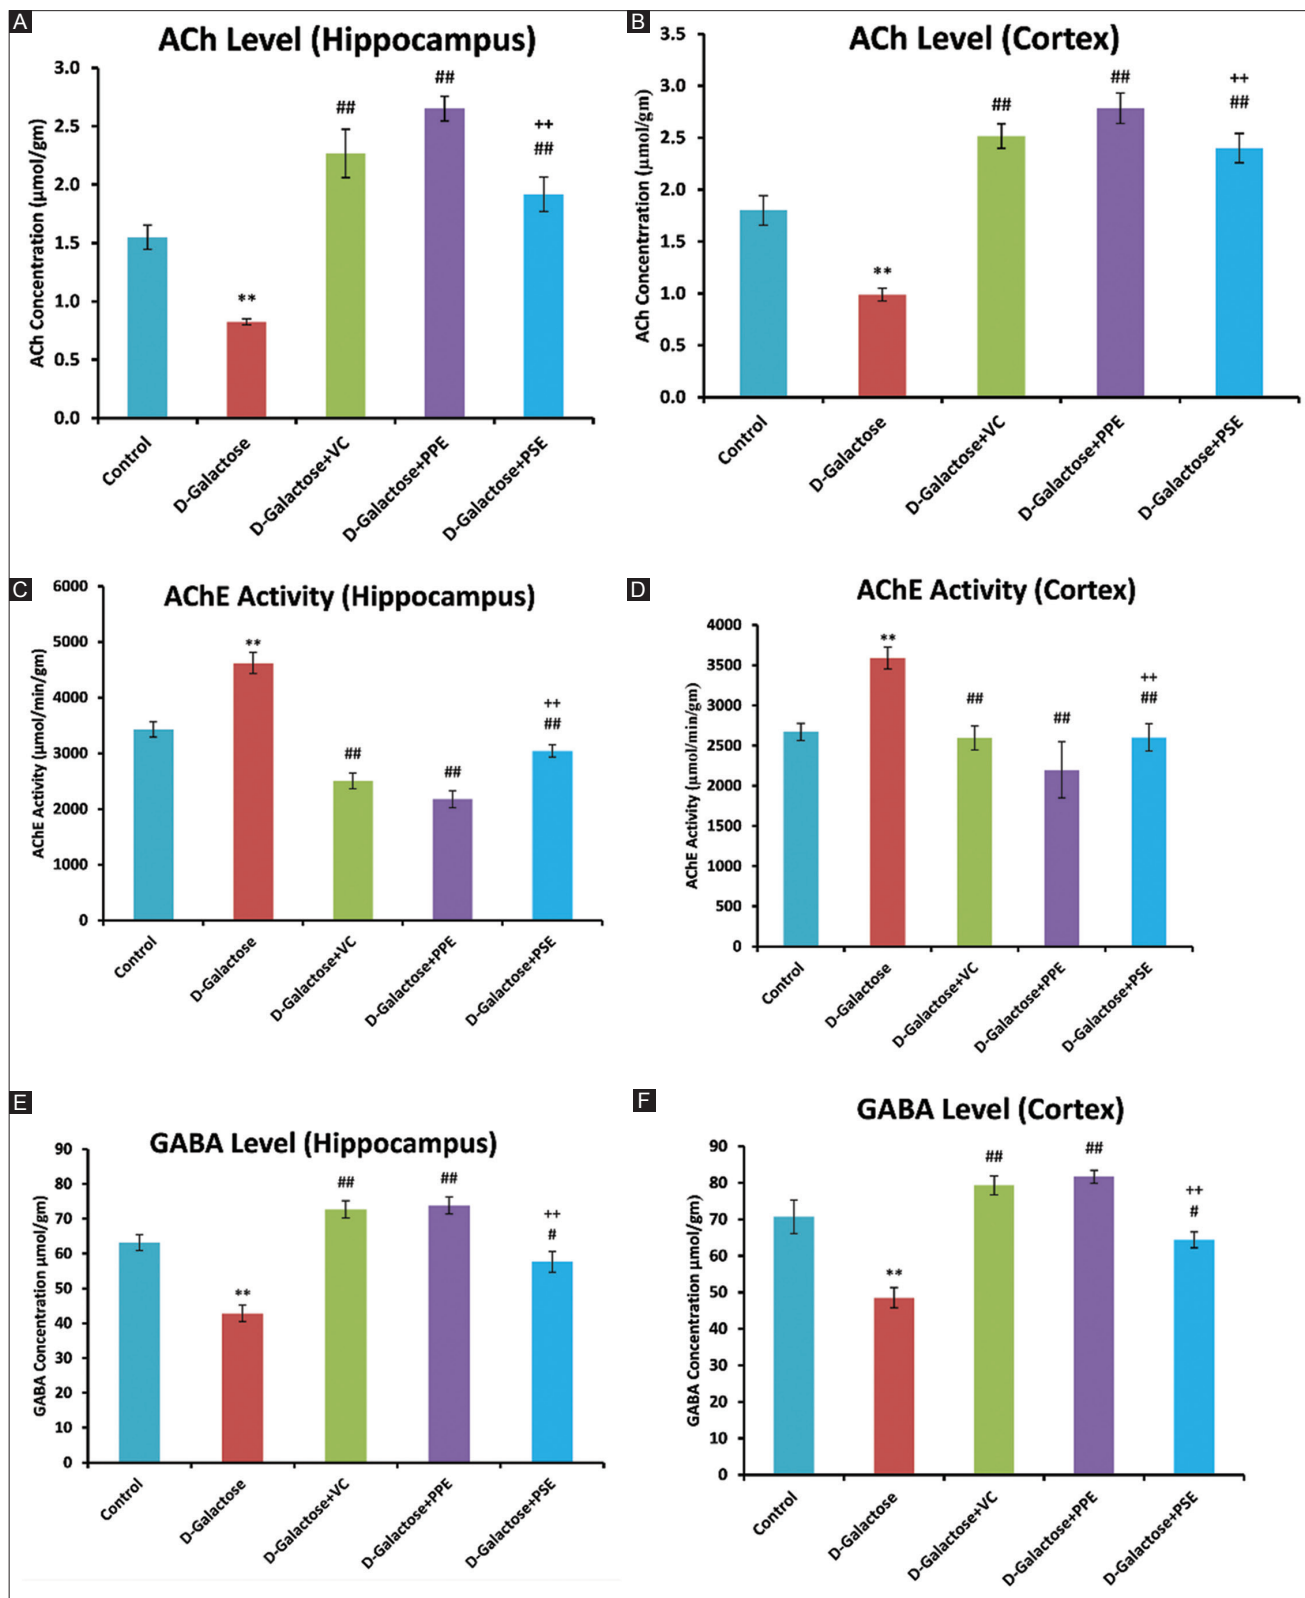 A
ACh Level (Hippocampus)
ACh Concentration (µmol/gm)
3.0
2.5
2.0
1.5
1.0
0.5
0.0
**
##
##
++
##
Control
D-Galactose
D-Galactose+VC
D-Galactose+PPE
D-Galactose+PSE
B
ACh Level (Cortex)
ACh Concentrration (µmol/gm)
3.5
3.0
2.5
2.0
1.5
1.0
0.5
0.0
**
##
##
++
##
Control
D-Galactose
D-Galactose+VC
D-Galactose+PPE
D-Galactose+PSE
C
AChE Activity (Hippocampus)
AChE Activity (µmol/min/gm)
6000
5000
4000
3000
2000
1000
0
**
##
##
++
##
Control
D-Galactose
D-Galactose+VC
D-Galactose+PPE
D-Galactose+PSE
D
AChE Activity (Cortex)
AChE Activity (µmol/min/gm)
4000
3500
3000
2500
2000
1500
1000
500
0
**
##
##
++
##
Control
D-Galactose
D-Galactose+VC
D-Galactose+PPE
D-Galactose+PSE
E
GABA Level (Hippocampus)
GABA Concentration µmol/gm)
90
80
70
60
50
40
30
20
10
0
**
##
##
++
#
Control
D-Galactose
D-Galactose+VC
D-Galactose+PPE
D-Galactose+PSE
F
GABA Level (Cortex)
GABA Concentration µmol/gm)
90
80
70
60
50
40
30
20
10
0
**
##
##
++
#
Control
D-Galactose
D-Galactose+VC
D-Galactose+PPE
D-Galactose+PSE